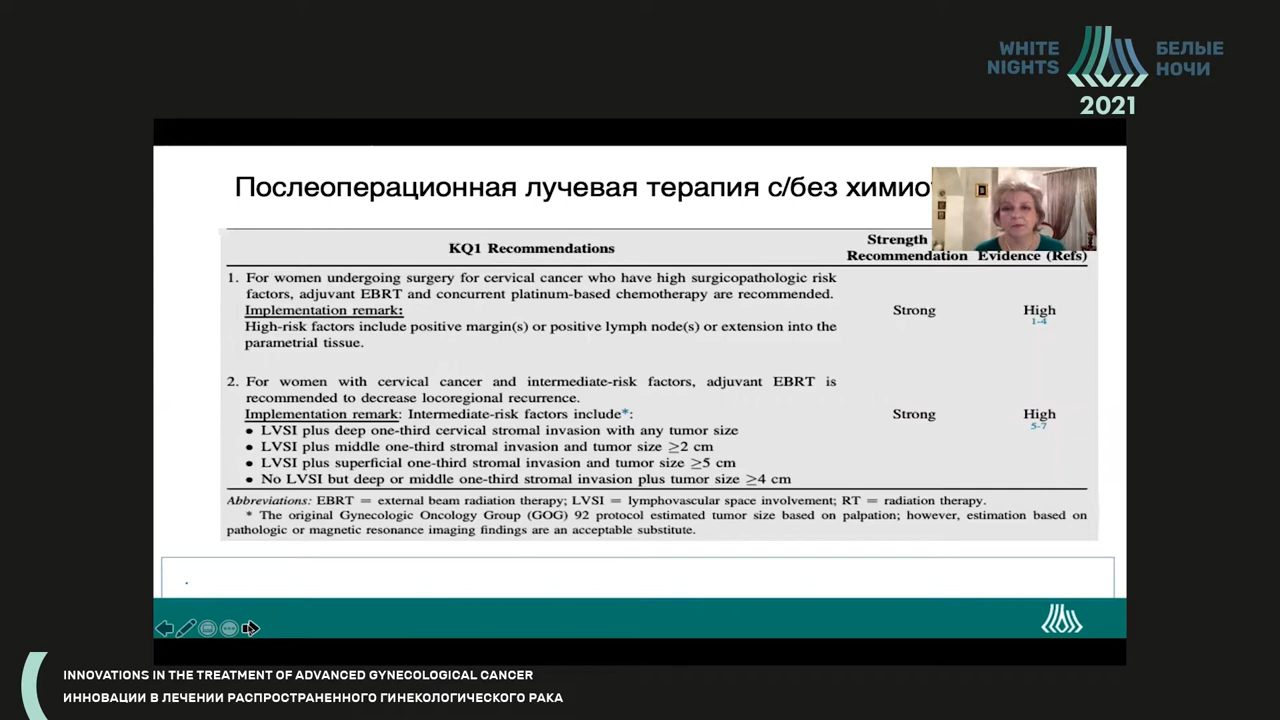 WHITE NIGHTS
БЕЛЫЕ НОЧИ
2021
Послеоперационная лучевая терапия с/без
KQ1 Recommendations
Strength
Recommendation
Evidence (Refs)
1. For women undergoing surgery for cervical cancer who have high surgicopathologic risk
factors, adjuvant EBRT and concurrent platinum-based chemotherapy are recommended.
Implementation remark:
High-risk factors include positive margin(s) or positive lymph node(s) or extension into the
parametrial tissue.
Strong
High
1-4
2. For women with cervical cancer and intermediate-risk factors, adjuvant EBRT is
recommended to decrease locoregional recurrence.
Implementation remark: Intermediate-risk factors include*:
• LVSI plus deep one-third cervical stromal invasion with any tumor size
• LVSI plus middle one-third stromal invasion and tumor size ≥2 cm
• LVSI plus superficial one-third stromal invasion and tumor size ≥5 cm
• No LVSI but deep or middle one-third stromal invasion plus tumor size ≥4 cm
Strong
High
5-7
Abbreviations: EBRT = external beam radiation therapy; LVSI = lymphovascular space involvement; RT = radiation therapy.
* The original Gynecologic Oncology Group (GOG) 92 protocol estimated tumor size based on palpation; however, estimation based on
pathologic or magnetic resonance imaging findings are an acceptable substitute.
INNOVATIONS IN THE TREATMENT OF ADVANCED GYNECOLOGICAL CANCER
ИННОВАЦИИ В ЛЕЧЕНИИ РАСПРОСТРАНЕННОГО ГИНЕКОЛОГИЧЕСКОГО РАКА